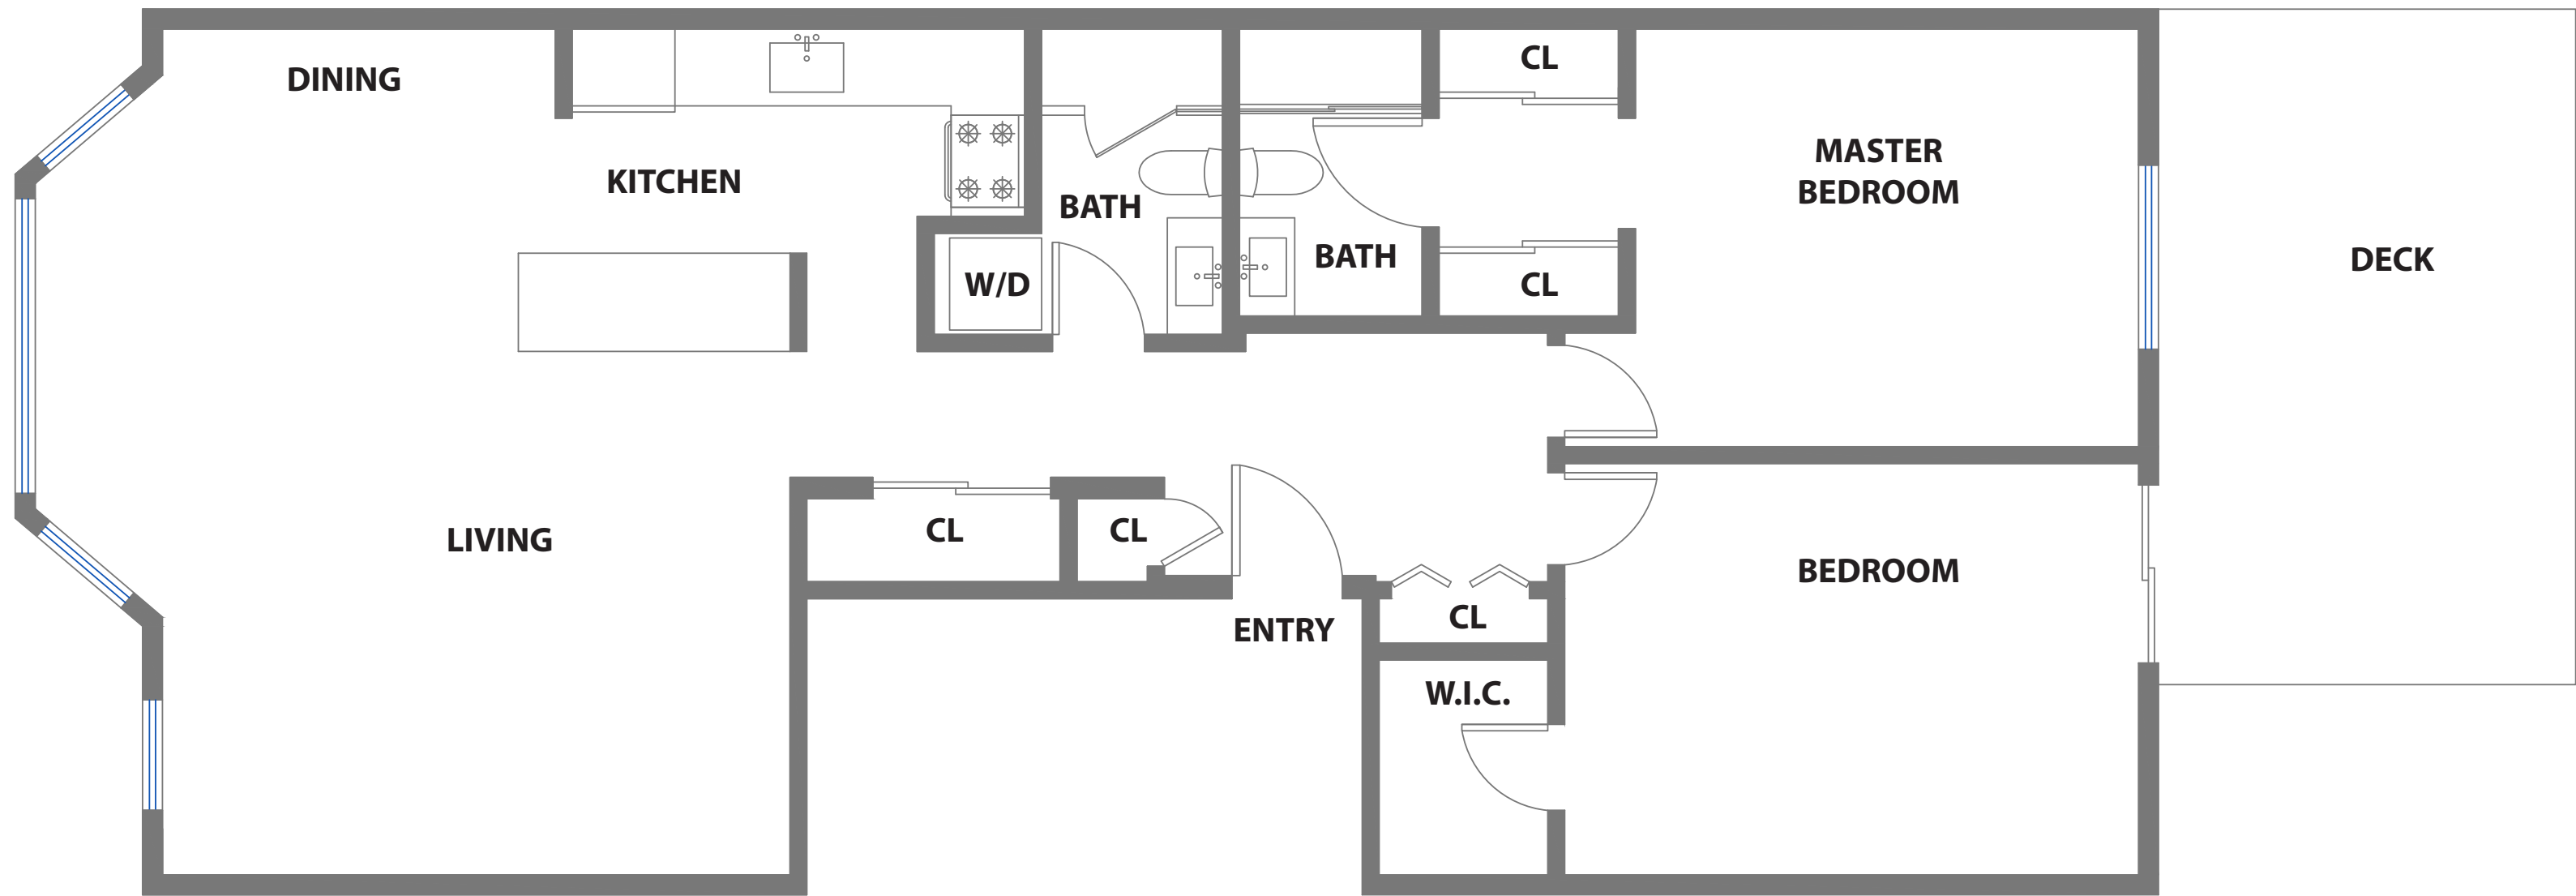 DINING
CL
MASTER
BEDROOM
KITCHEN
BATH
BATH
DECK
W/D
CL
LIVING
CL
CL
BEDROOM
ENTRY
CL
W.I.C.